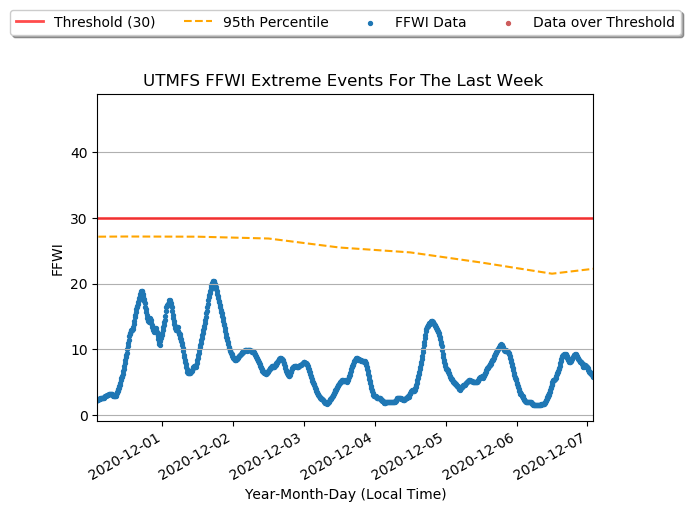 Threshold (30) 95th Percentile FFWI Data Data over Threshold
UTMFS FFWI Extreme Events For The Last Week
40
30
20
10
0
FFWI
2020-12-01 2020-12-02 2020-12-03 2020-12-04 2020-12-05 2020-12-06 2020-12-07
Year-Month-Day (Local Time)